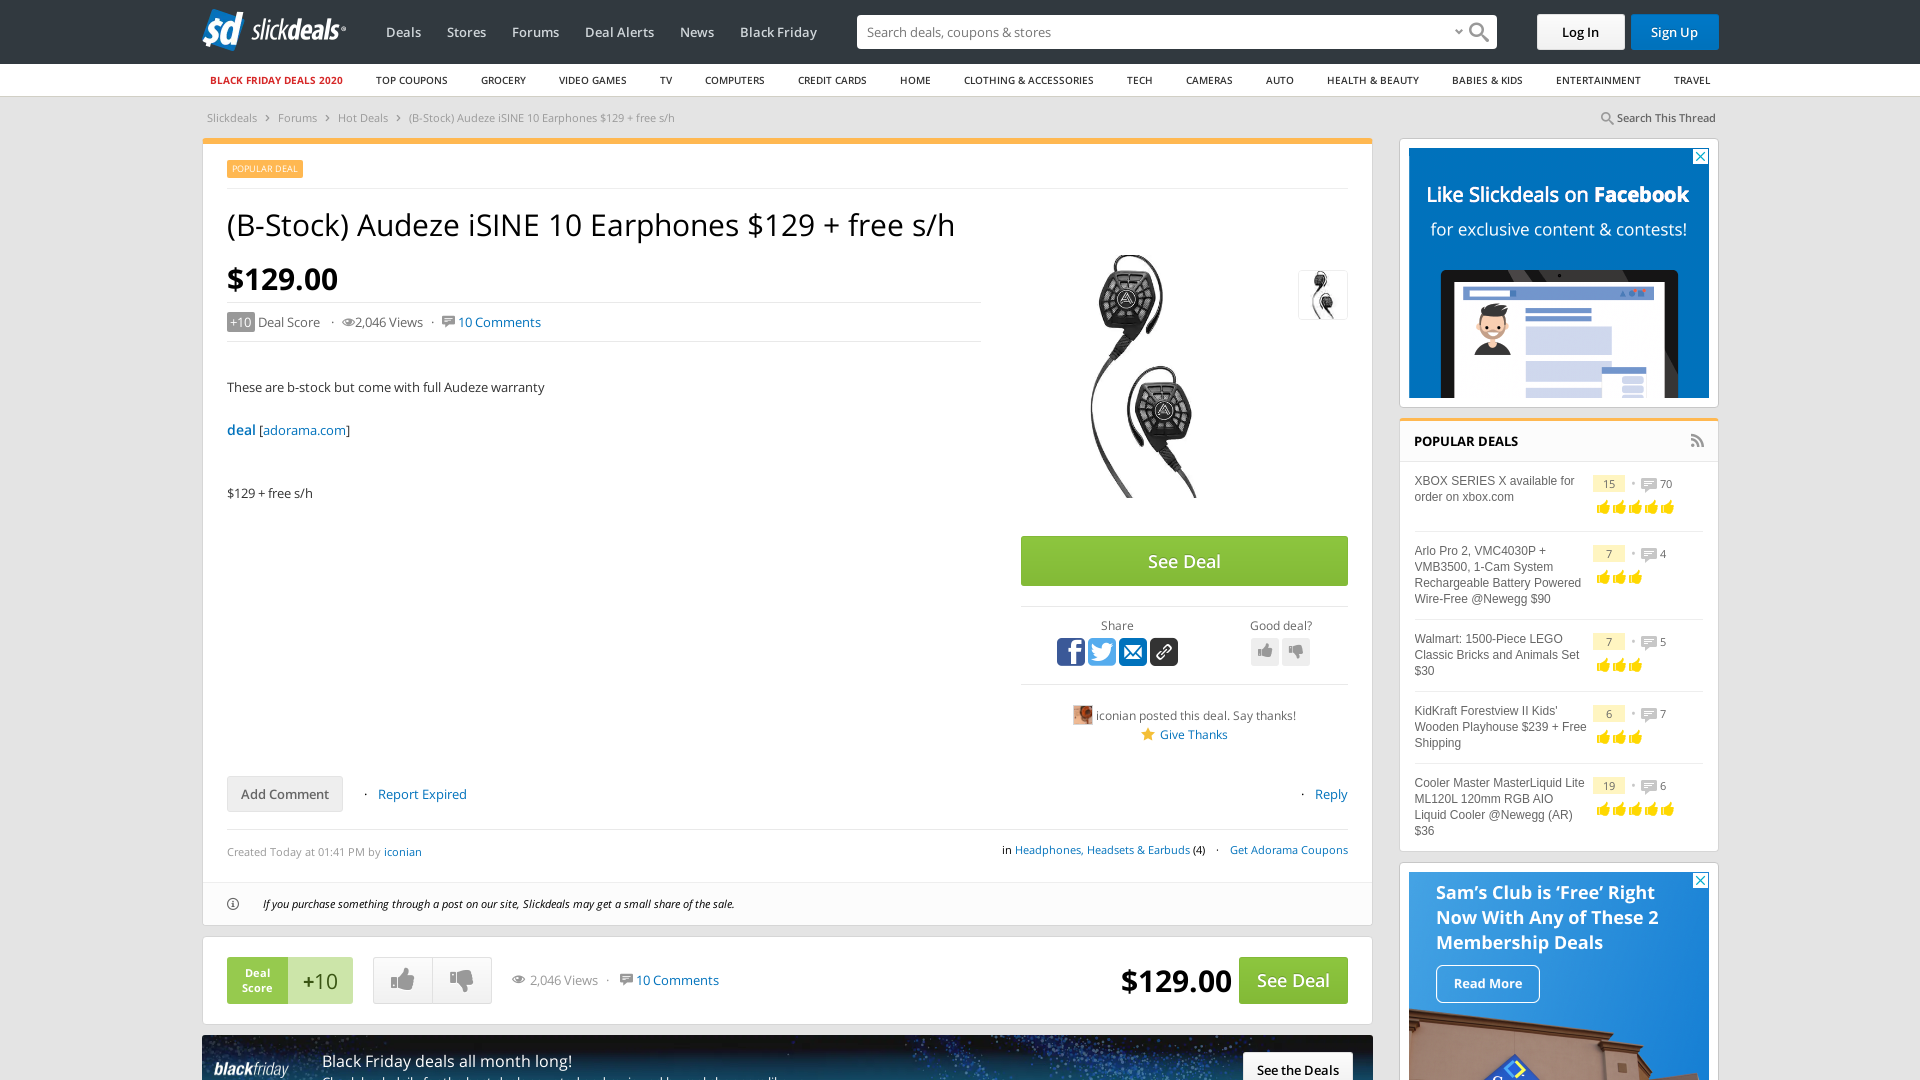 sd slickdeals
Deals Stores Forums Deal Alerts News Black Friday
Search deals, coupons & shopping
Log In Sign Up
BLACK FRIDAY DEALS 2020 TOP COUPONS GROCERY VIDEO GAMES TV COMPUTERS CREDIT CARDS HOME CLOTHING & ACCESSORIES TECH CAMERAS AUTO HEALTH & BEAUTY BABIES & KIDS ENTERTAINMENT TRAVEL
Slickdeals › Forums › Hot Deals › (B-Stock) Audeze iSINE 10 Earphones $129 + free s/h
Search This Thread
POPULAR DEAL
(B-Stock) Audeze iSINE 10 Earphones $129 + free s/h
$129.00
+10 Deal Score · 2,046 Views · 10 Comments
These are b-stock but come with full Audeze warranty
deal [adorama.com]
$129 + free s/h
See Deal
Share
Good deal?
iconian posted this deal. Say thanks!
Give Thanks
Add Comment · Report Expired
· Reply
Created Today at 01:41 PM by iconian
in Headphones, Headsets & Earbuds (4) · Get Adorama Coupons
If you purchase something through a post on our site, Slickdeals may get a small share of the sale.
Deal
Score
+10
2,046 Views · 10 Comments
$129.00
See Deal
blackfriday
Black Friday deals all month long!
See the Deals
Like Slickdeals on Facebook
for exclusive content & contests!
POPULAR DEALS
XBOX SERIES X available for
order on xbox.com
15 · 70
Arlo Pro 2, VMC4030P +
VMB3500, 1-Cam System
Rechargeable Battery Powered
Wire-Free @Newegg $90
7 · 4
Walmart: 1500-Piece LEGO
Classic Bricks and Animals Set
$30
7 · 5
KidKraft Forestview II Kids'
Wooden Playhouse $239 + Free
Shipping
6 · 7
Cooler Master MasterLiquid Lite
ML120L 120mm RGB AIO
Liquid Cooler @Newegg (AR)
$36
19 · 6
Sam's Club is 'Free' Right
Now With Any of These 2
Membership Deals
Read More